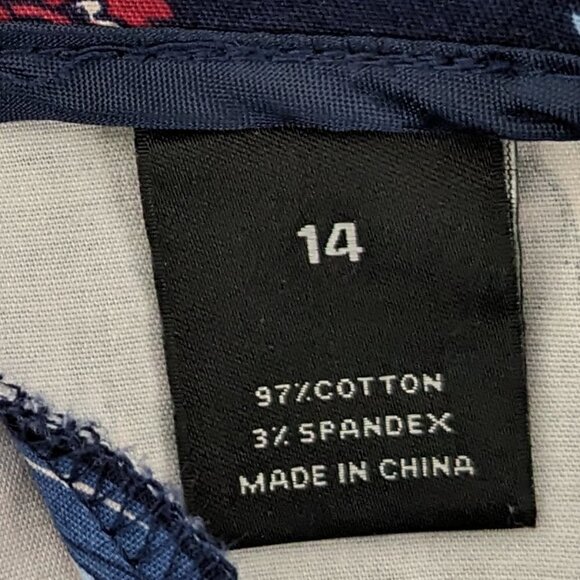 14
97%COTTON
3% SPANDEX
MADE IN CHINA